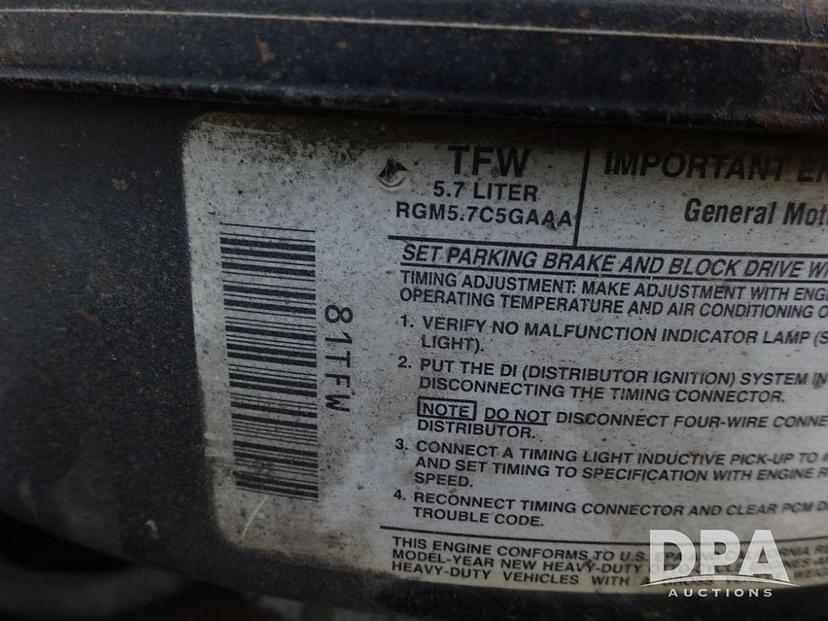 TFW
5.7 LITER
RGM5.7C5GAAA
IMPORTANT
General
81TFW
SET PARKING BRAKE AND BLOCK DRIVE
TIMING ADJUSTMENT: MAKE ADJUSTMENT WITH
OPERATING TEMPERATURE AND AIR CONDITIONING
1. VERIFY NO MALFUNCTION INDICATOR LAMP
LIGHT).
2. PUT THE DI (DISTRIBUTOR IGNITION) SYSTEM IN
DISCONNECTING THE TIMING CONNECTOR.
NOTE DO NOT DISCONNECT FOUR-WIRE
DISTRIBUTOR.
3. CONNECT A TIMING LIGHT INDUCTIVE PICK-UP TO
AND SET TIMING TO SPECIFICATION WITH ENGINE
SPEED.
4. RECONNECT TIMING CONNECTOR AND CLEAR PCM
TROUBLE CODE.
THIS ENGINE CONFORMS TO U.S. EPA
MODEL-YEAR NEW HEAVY-DUTY
HEAVY-DUTY VEHICLES WITH
DPA
AUCTIONS